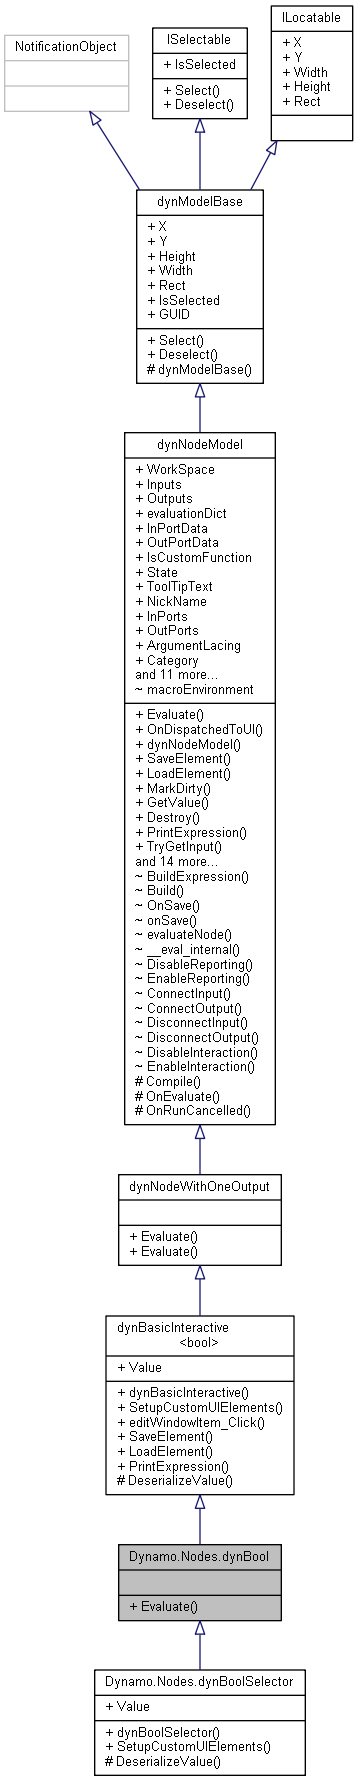 NotificationObject
ISelectable
+ IsSelected
+ Select()
+ Deselect()
ILocatable
+ X
+ Y
+ Width
+ Height
+ Rect
dynModelBase
+ X
+ Y
+ Height
+ Width
+ Rect
+ IsSelected
+ GUID
+ Select()
+ Deselect()
# dynModelBase()
dynNodeModel
+ WorkSpace
+ Inputs
+ Outputs
+ evaluationDict
+ InPortData
+ OutPortData
+ IsCustomFunction
+ State
+ ToolTipText
+ NickName
+ InPorts
+ OutPorts
+ ArgumentLacing
+ Category
and 11 more...
~ macroEnvironment
+ Evaluate()
+ OnDispatchedToUI()
+ dynNodeModel()
+ SaveElement()
+ LoadElement()
+ MarkDirty()
+ GetValue()
+ Destroy()
+ PrintExpression()
+ TryGetInput()
and 14 more...
~ BuildExpression()
~ Build()
~ OnSave()
~ onSave()
~ evaluateNode()
~ __eval_internal()
~ DisableReporting()
~ EnableReporting()
~ ConnectInput()
~ ConnectOutput()
~ DisconnectInput()
~ DisconnectOutput()
~ DisableInteraction()
~ EnableInteraction()
# Compile()
# OnEvaluate()
# OnRunCancelled()
dynNodeWithOneOutput
+ Evaluate()
+ Evaluate()
dynBasicInteractive
<bool>
+ Value
+ dynBasicInteractive()
+ SetupCustomUIElements()
+ editWindowItem_Click()
+ SaveElement()
+ LoadElement()
+ PrintExpression()
# DeserializeValue()
Dynamo.Nodes.dynBool
+ Evaluate()
Dynamo.Nodes.dynBoolSelector
+ Value
+ dynBoolSelector()
+ SetupCustomUIElements()
# DeserializeValue()